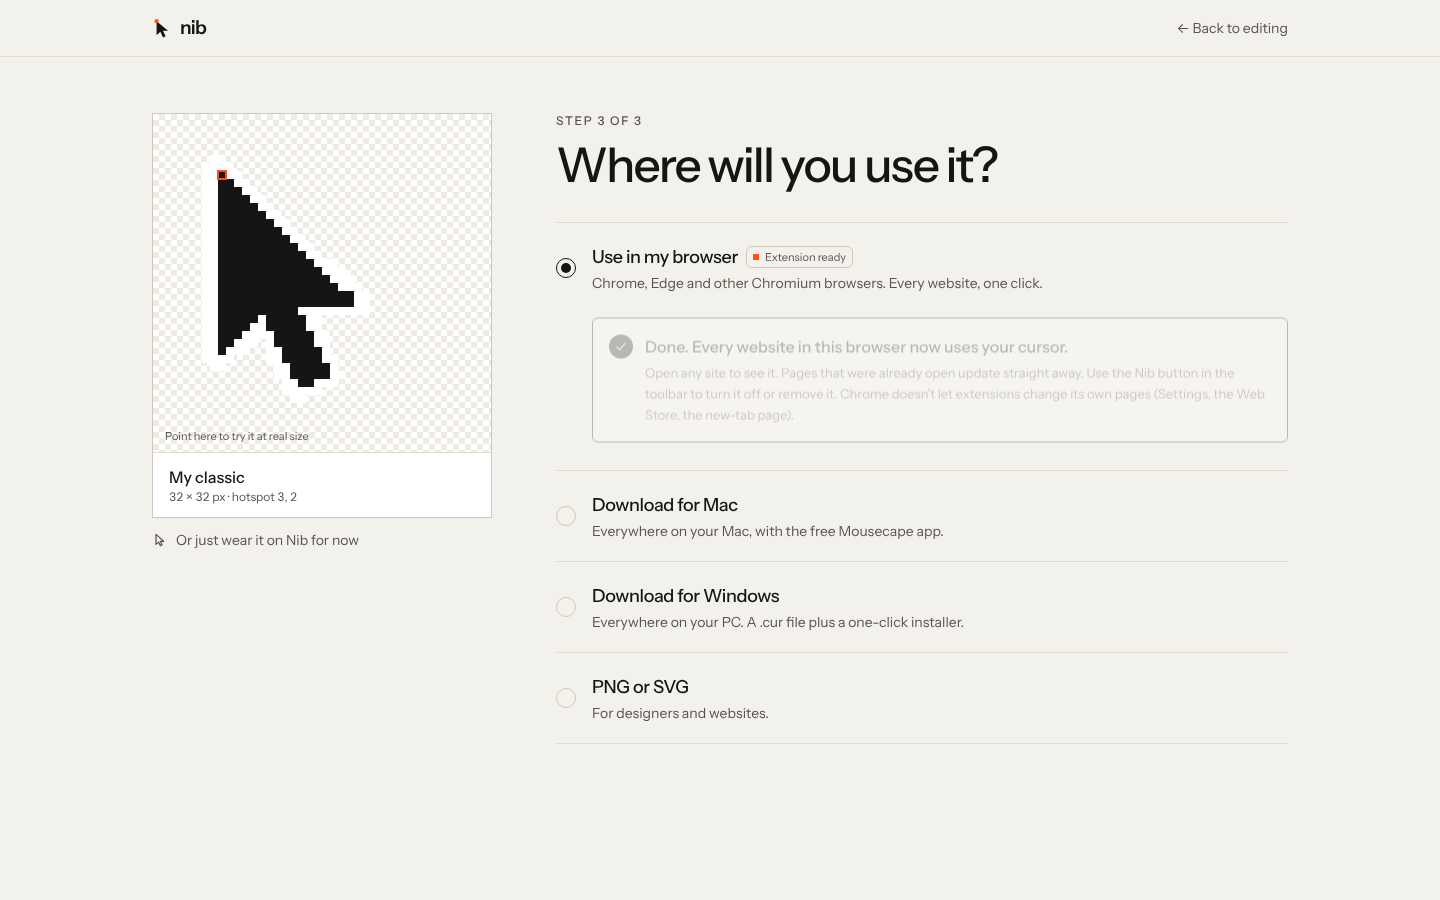 nib
← Back to editing
Point here to try it at real size
My classic
32 × 32 px · hotspot 3, 2
Or just wear it on Nib for now
STEP 3 OF 3
Where will you use it?
Use in my browser
Extension ready
Chrome, Edge and other Chromium browsers. Every website, one click.
Done. Every website in this browser now uses your cursor.
Open any site to see it. Pages that were already open update straight away. Use the Nib button in the
toolbar to turn it off or remove it. Chrome doesn't let extensions change its own pages (Settings, the Web
Store, the new-tab page).
Download for Mac
Everywhere on your Mac, with the free Mousecape app.
Download for Windows
Everywhere on your PC. A .cur file plus a one-click installer.
PNG or SVG
For designers and websites.